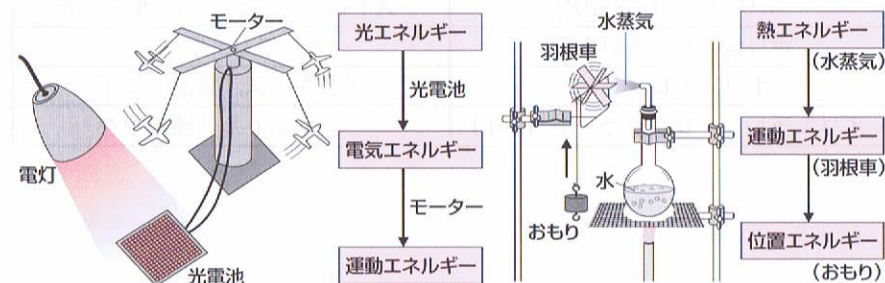 モーター
電灯
光電池
光エネルギー
光電池
電気エネルギー
モーター
運動エネルギー
水蒸気
羽根車
水
おもり
熱エネルギー
(水蒸気)
運動エネルギー
(羽根車)
位置エネルギー
(おもり)